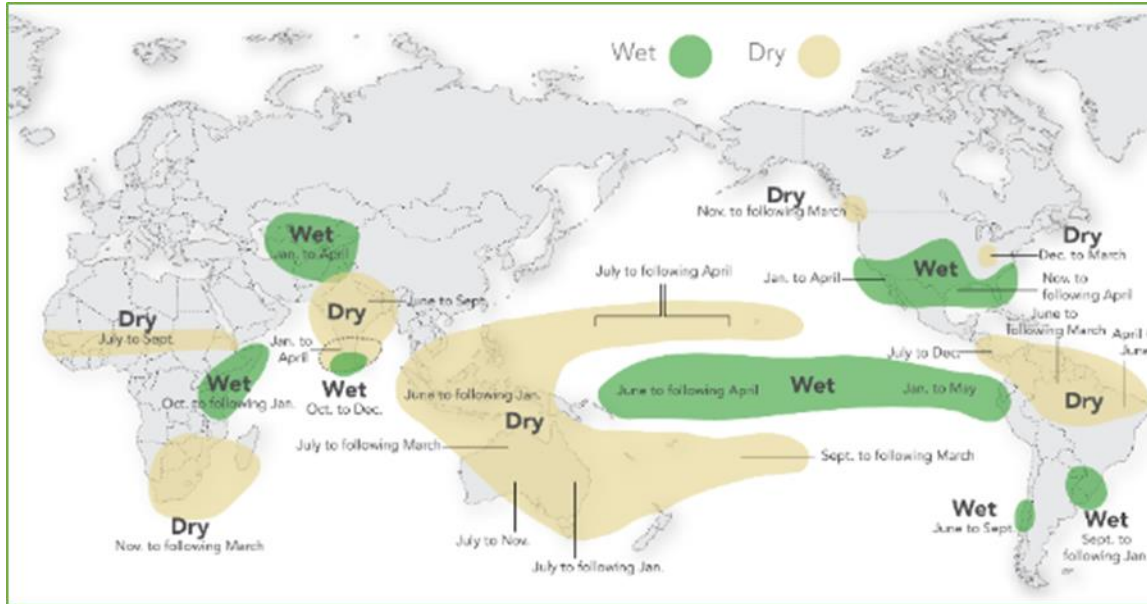 Wet
Dry
Dry
Nov. to following March
Wet
Jan. to April
Dry
Dec. to March
July to following April
Jan. to April
Wet
Nov. to
following April
Dry
July to Sept.
Dry
June to Sept.
Jan. to
April
June to
following March
April
June
July to Dec.
Wet
Oct. to following Jan.
Wet
Oct. to Dec.
June to following Jan.
June to following April
Wet
Jan. to May
Dry
Dry
July to following March
Sept. to following March
Dry
Nov. to following March
July to Nov.
July to following Jan.
Wet
June to Sept.
Wet
Sept. to
following Jan